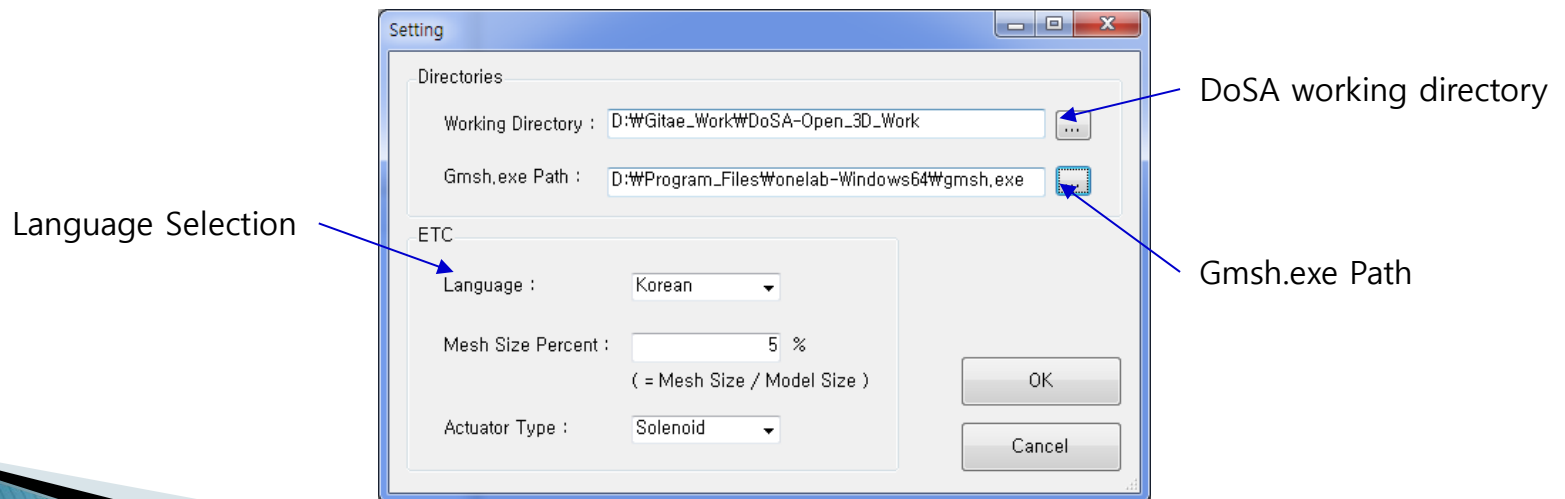 Setting
Directories
Working Directory : D:₩Gitae_Work₩DoSA-Open_3D_Work ...
DoSA working directory
Gmsh,exe Path : D:₩Program_Files₩onelab-Windows64₩gmsh,exe ...
Gmsh.exe Path
Language Selection
ETC
Language : Korean
Mesh Size Percent : 5 %
( = Mesh Size / Model Size )
OK
Actuator Type : Solenoid
Cancel